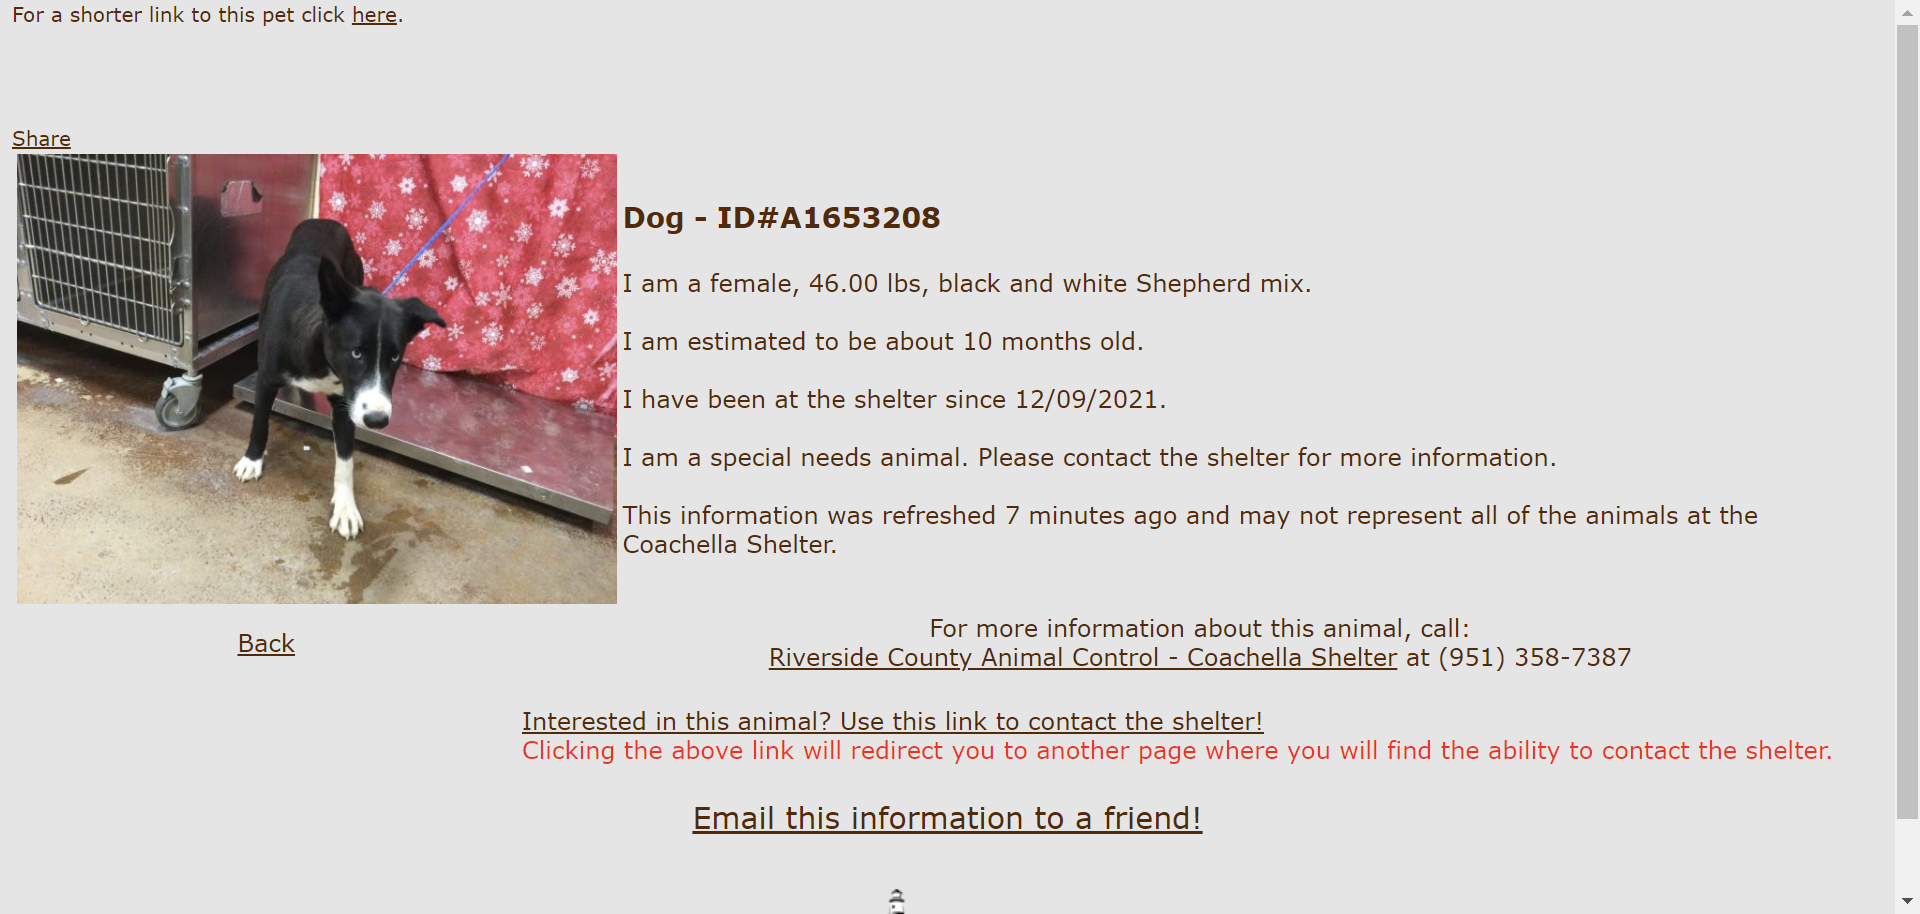 For a shorter link to this pet click here.
Share
Dog - ID#A1653208
I am a female, 46.00 lbs, black and white Shepherd mix.
I am estimated to be about 10 months old.
I have been at the shelter since 12/09/2021.
I am a special needs animal. Please contact the shelter for more information.
This information was refreshed 7 minutes ago and may not represent all of the animals at the
Coachella Shelter.
Back
For more information about this animal, call:
Riverside County Animal Control - Coachella Shelter at (951) 358-7387
Interested in this animal? Use this link to contact the shelter!
Clicking the above link will redirect you to another page where you will find the ability to contact the shelter.
Email this information to a friend!